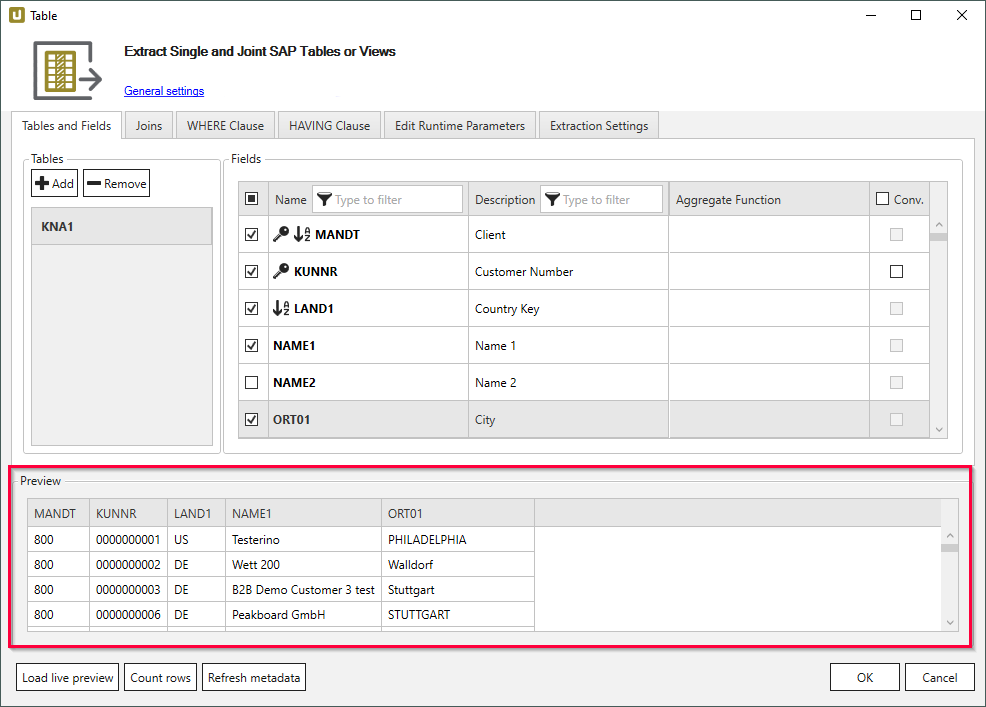 Table
Extract Single and Joint SAP Tables or Views
General settings
Tables and Fields Joins WHERE Clause HAVING Clause Edit Runtime Parameters Extraction Settings
Tables
Add Remove
KNA1
Fields
Name Type to filter Description Type to filter Aggregate Function Conv.
MANDT Client
KUNNR Customer Number
LAND1 Country Key
NAME1 Name 1
NAME2 Name 2
ORT01 City
Preview
MANDT KUNNR LAND1 NAME1 ORT01
800 0000000001 US Testerino PHILADELPHIA
800 0000000002 DE Wett 200 Walldorf
800 0000000003 DE B2B Demo Customer 3 test Stuttgart
800 0000000006 DE Peakboard GmbH STUTTGART
Load live preview Count rows Refresh metadata OK Cancel